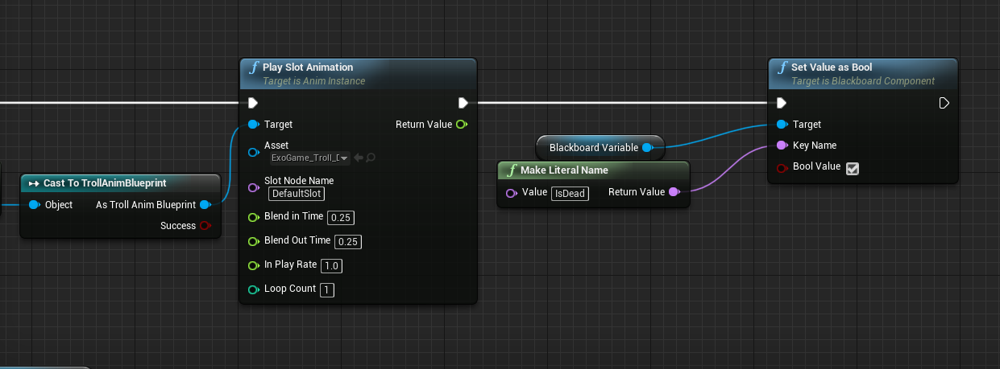 Play Slot Animation
Target is Anim Instance
Target
Return Value
Asset
ExoGame_Troll_
Slot Node Name
DefaultSlot
Blend in Time 0.25
Blend Out Time 0.25
In Play Rate 1.0
Loop Count 1
Cast To TrollAnimBlueprint
Object
As Troll Anim Blueprint
Success
Blackboard Variable
Make Literal Name
Value IsDead
Return Value
Set Value as Bool
Target is Blackboard Component
Target
Key Name
Bool Value